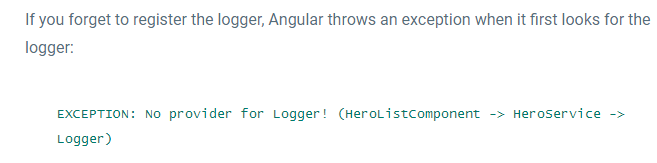 If you forget to register the logger, Angular throws an exception when it first looks for the
logger:
EXCEPTION: No provider for Logger! (HeroListComponent -> HeroService ->
Logger)